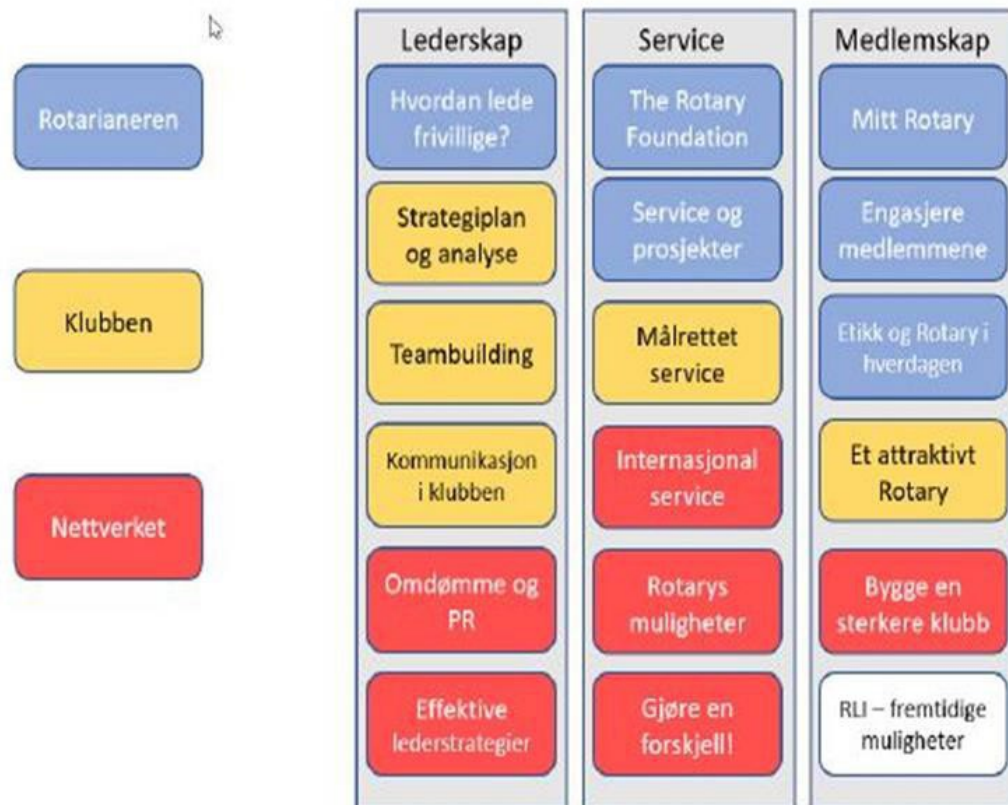 Rotarianeren
Klubben
Nettverket
Lederskap
Hvordan lede
frivillige?
Strategiplan
og analyse
Teambuilding
Kommunikasjon
i klubben
Omdømme og
PR
Effektive
lederstrategier
Service
The Rotary
Foundation
Service og
prosjekter
Målrettet
service
Internasjonal
service
Rotarys
muligheter
Gjøre en
forskjell!
Medlemskap
Mitt Rotary
Engasjere
medlemmene
Etikk og Rotary i
hverdagen
Et attraktivt
Rotary
Bygge en
sterkere klubb
RLI – fremtidige
muligheter